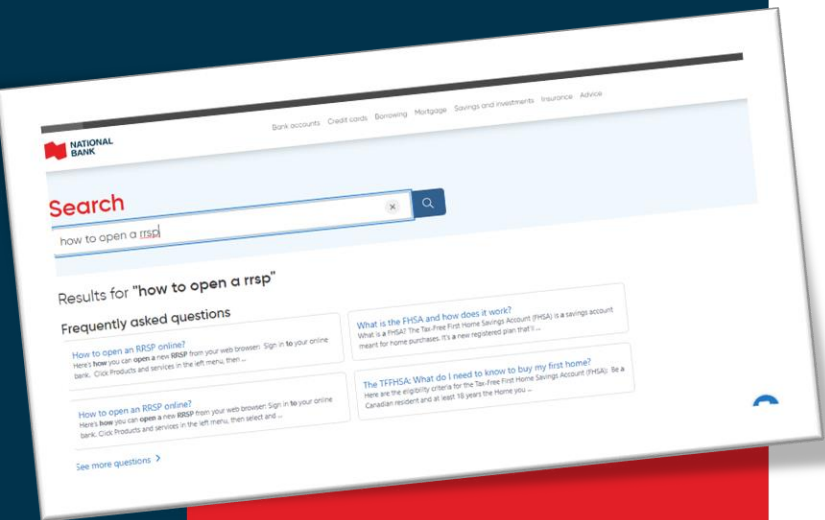 NATIONAL
BANK
Bank accounts Credit cards Borrowing Mortgage Savings and investments Insurance Advice
Search
how to open a rrsp
Results for "how to open a rrsp"
Frequently asked questions
How to open an RRSP online?
Here's how you can open a new RRSP from your web browser: Sign in to your online
bank. Click Products and services in the left menu, then ...
What is the FHSA and how does it work?
What is a FHSA? The Tax-Free First Home Savings Account (FHSA) is a savings account
meant for home purchases. It's a new registered plan that'll ...
How to open an RRSP online?
Here's how you can open a new RRSP from your web browser: Sign in to your online
bank. Click Products and services in the left menu, then select and ...
The TFFHSA: What do I need to know to buy my first home?
Here are the eligibility criteria for the Tax-Free First Home Savings Account (FHSA): Be a
Canadian resident and at least 18 years the Home you ...
See more questions >